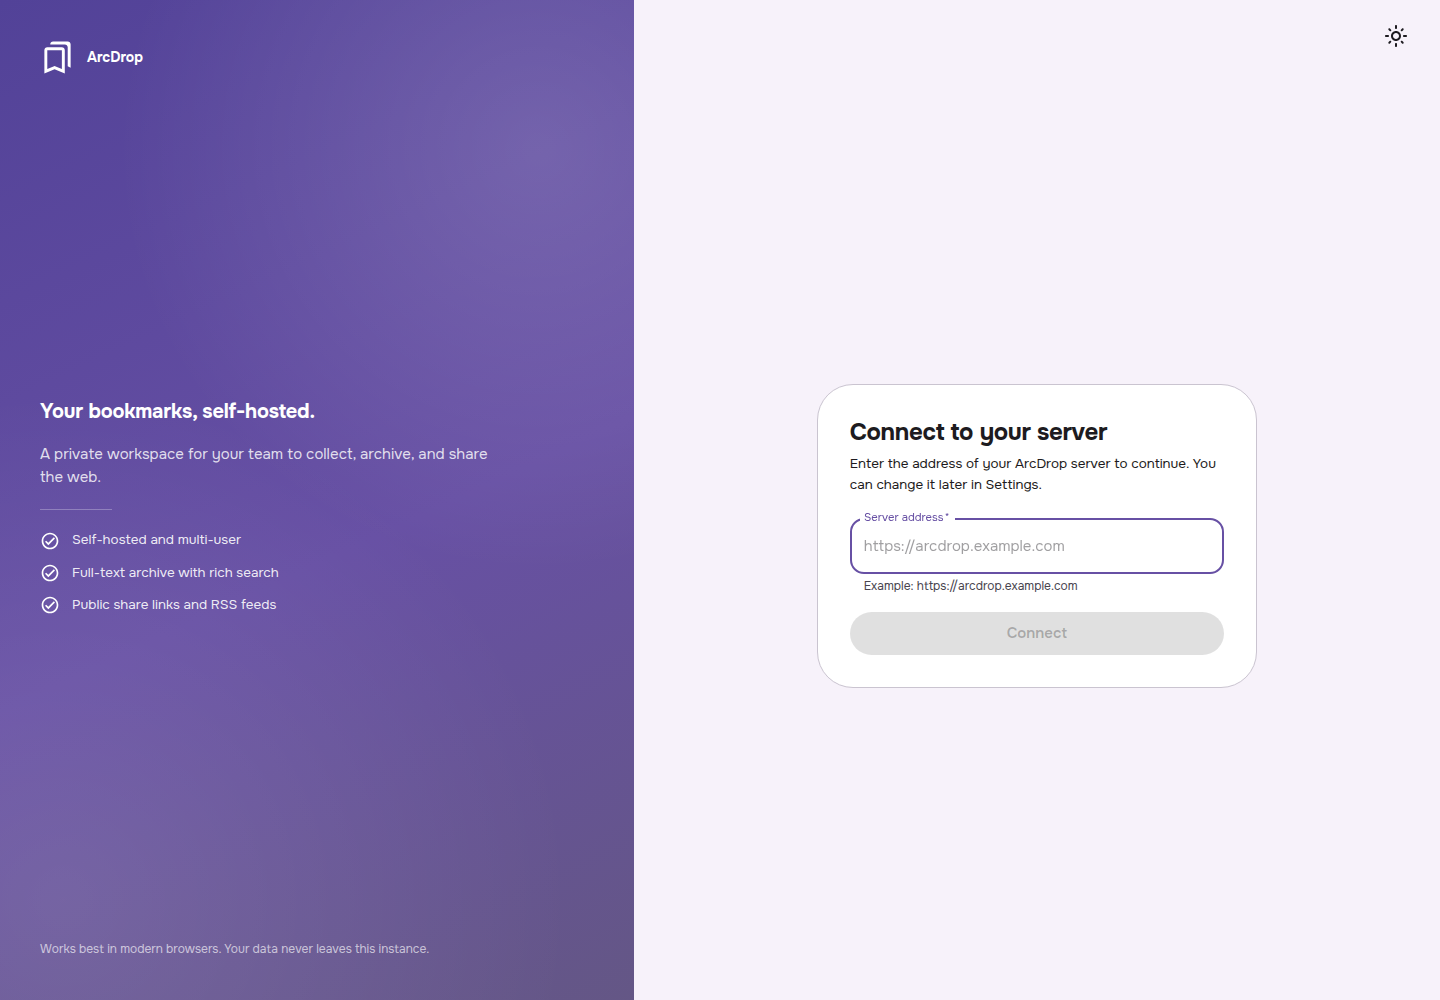 ArcDrop
Your bookmarks, self-hosted.
A private workspace for your team to collect, archive, and share
the web.
Self-hosted and multi-user
Full-text archive with rich search
Public share links and RSS feeds
Works best in modern browsers. Your data never leaves this instance.
Connect to your server
Enter the address of your ArcDrop server to continue. You
can change it later in Settings.
Server address *
https://arcdrop.example.com
Example: https://arcdrop.example.com
Connect